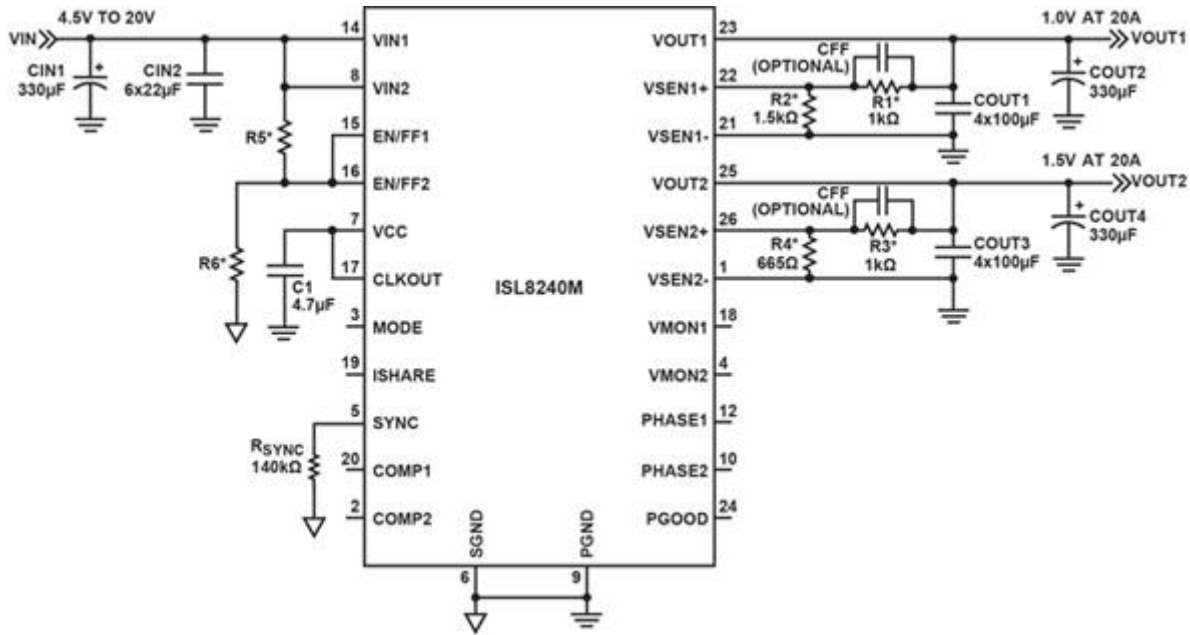 4.5V TO 20V
VIN
CIN1
330µF
+
CIN2
6x22µF
R5*
R6*
C1
4.7µF
RSYNC
140kΩ
14
VIN1
8
VIN2
15
EN/FF1
16
EN/FF2
7
VCC
17
CLKOUT
3
MODE
19
ISHARE
5
SYNC
20
COMP1
2
COMP2
ISL8240M
SGND
6
PGND
9
VOUT1
23
VSEN1+
22
VSEN1-
21
VOUT2
25
VSEN2+
26
VSEN2-
1
VMON1
18
VMON2
4
PHASE1
12
PHASE2
10
PGOOD
24
CFF
(OPTIONAL)
R2*
1.5kΩ
R1*
1kΩ
COUT1
4x100µF
1.0V AT 20A
VOUT1
+
COUT2
330µF
CFF
(OPTIONAL)
R4*
665Ω
R3*
1kΩ
COUT3
4x100µF
1.5V AT 20A
VOUT2
+
COUT4
330µF